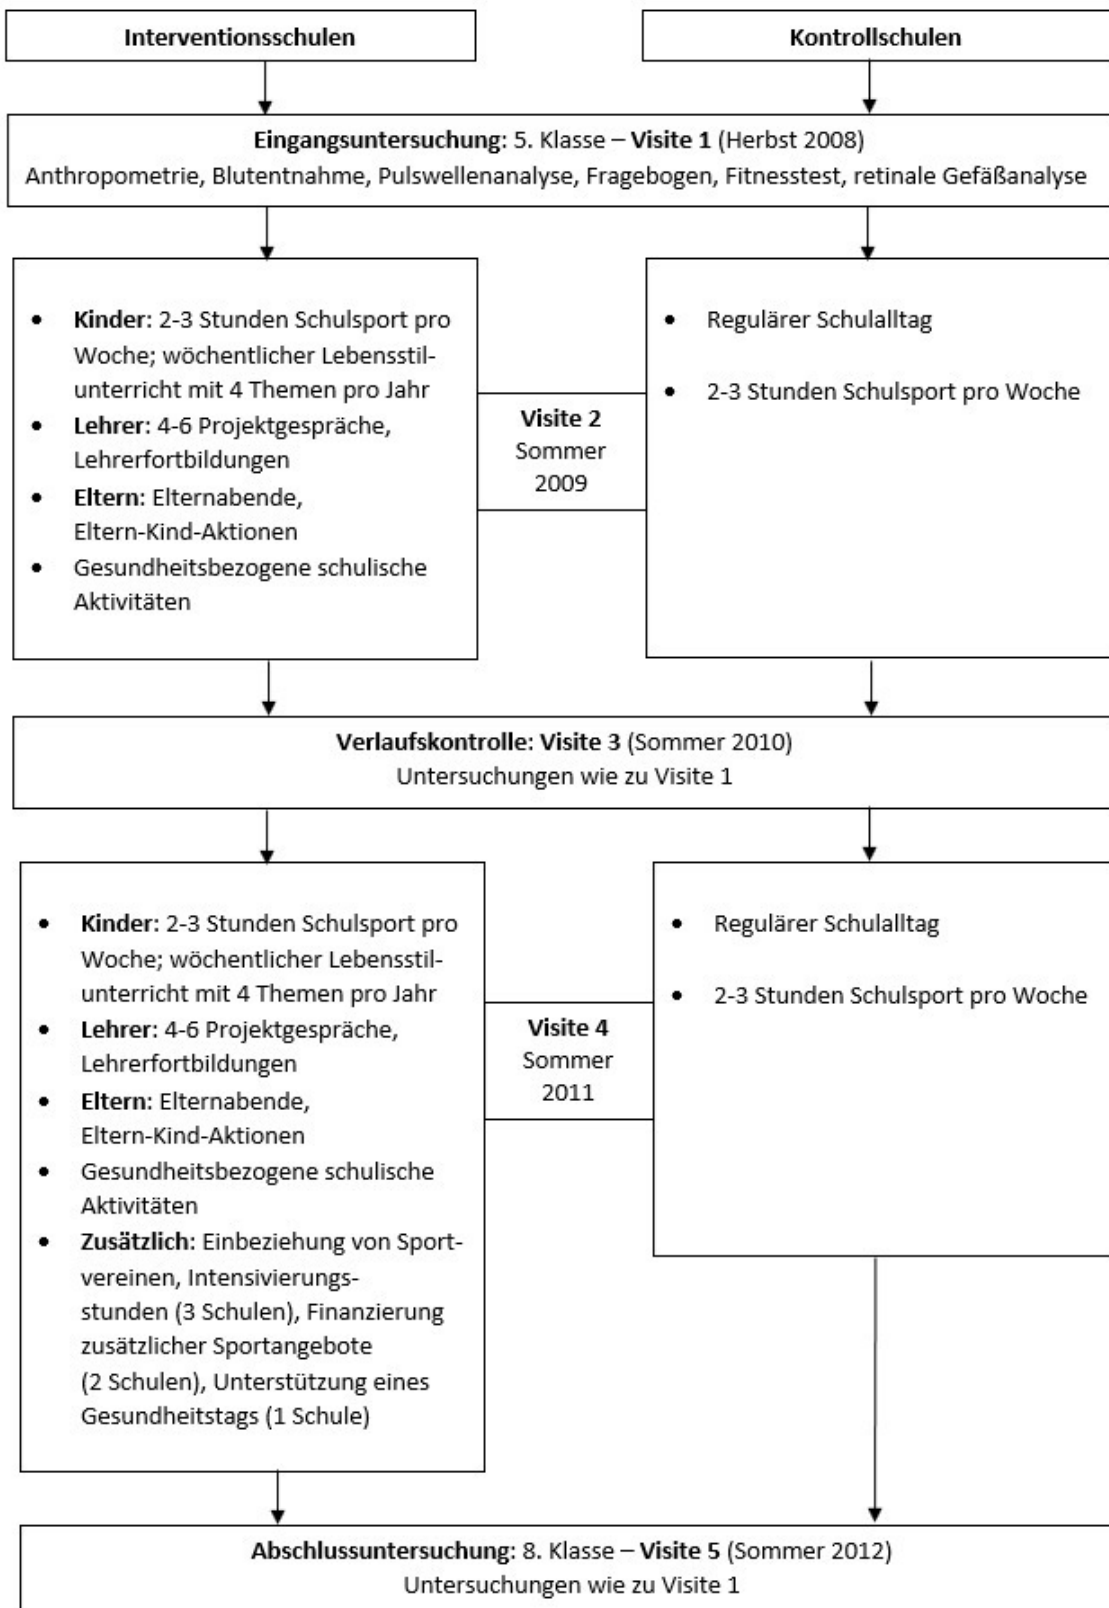 Interventionsschulen
Kontrollschulen
Eingangsuntersuchung: 5. Klasse – Visite 1 (Herbst 2008)
Anthropometrie, Blutentnahme, Pulswellenanalyse, Fragebogen, Fitnesstest, retinale Gefäßanalyse
• Kinder: 2-3 Stunden Schulsport pro
Woche; wöchentlicher Lebensstil-
unterricht mit 4 Themen pro Jahr
• Lehrer: 4-6 Projektgespräche,
Lehrerfortbildungen
• Eltern: Elternabende,
Eltern-Kind-Aktionen
• Gesundheitsbezogene schulische
Aktivitäten
Visite 2
Sommer
2009
• Regulärer Schulalltag
• 2-3 Stunden Schulsport pro Woche
Verlaufskontrolle: Visite 3 (Sommer 2010)
Untersuchungen wie zu Visite 1
• Kinder: 2-3 Stunden Schulsport pro
Woche; wöchentlicher Lebensstil-
unterricht mit 4 Themen pro Jahr
• Lehrer: 4-6 Projektgespräche,
Lehrerfortbildungen
• Eltern: Elternabende,
Eltern-Kind-Aktionen
• Gesundheitsbezogene schulische
Aktivitäten
• Zusätzlich: Einbeziehung von Sport-
vereinen, Intensivierungs-
stunden (3 Schulen), Finanzierung
zusätzlicher Sportangebote
(2 Schulen), Unterstützung eines
Gesundheitstags (1 Schule)
Visite 4
Sommer
2011
• Regulärer Schulalltag
• 2-3 Stunden Schulsport pro Woche
Abschlussuntersuchung: 8. Klasse – Visite 5 (Sommer 2012)
Untersuchungen wie zu Visite 1